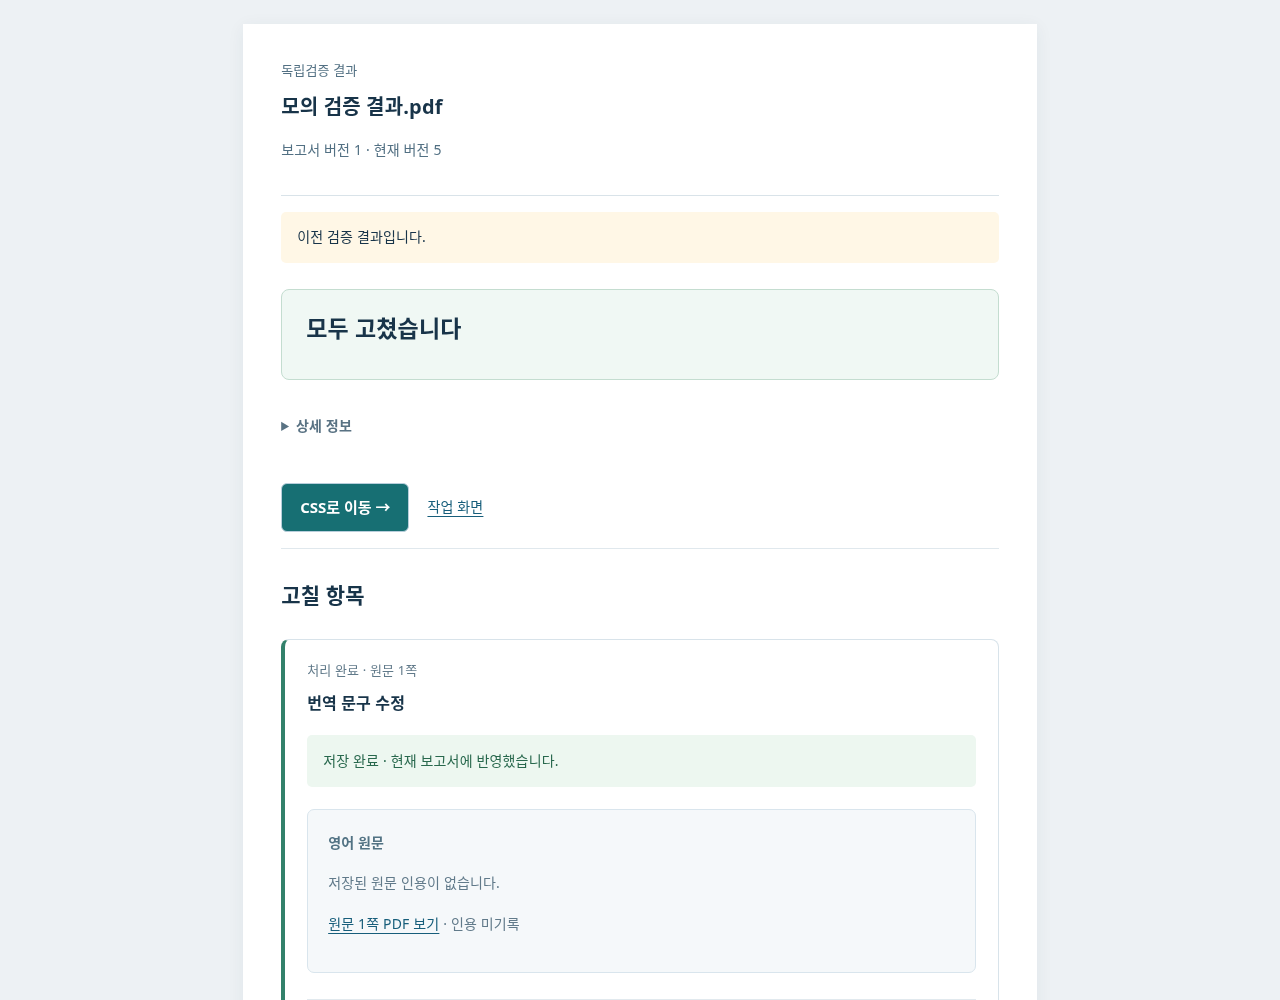 독립검증 결과
모의 검증 결과.pdf
보고서 버전 1 · 현재 버전 5
이전 검증 결과입니다.
모두 고쳤습니다
▶ 상세 정보
CSS로 이동 → 작업 화면
고칠 항목
처리 완료 · 원문 1쪽
번역 문구 수정
저장 완료 · 현재 보고서에 반영했습니다.
영어 원문
저장된 원문 인용이 없습니다.
원문 1쪽 PDF 보기 · 인용 미기록